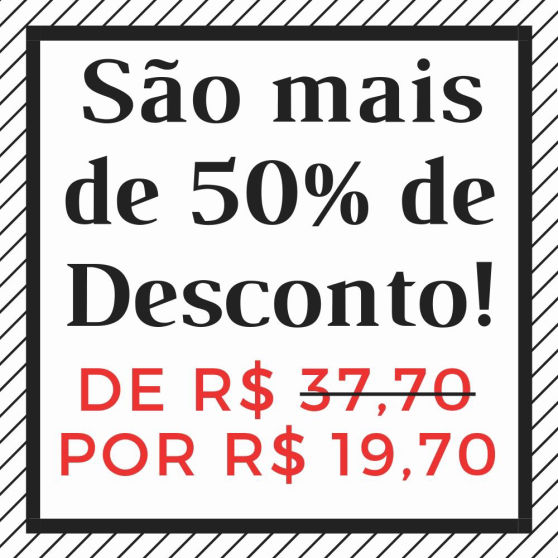 São mais
de 50% de
Desconto!
DE R$ 37,70
POR R$ 19,70